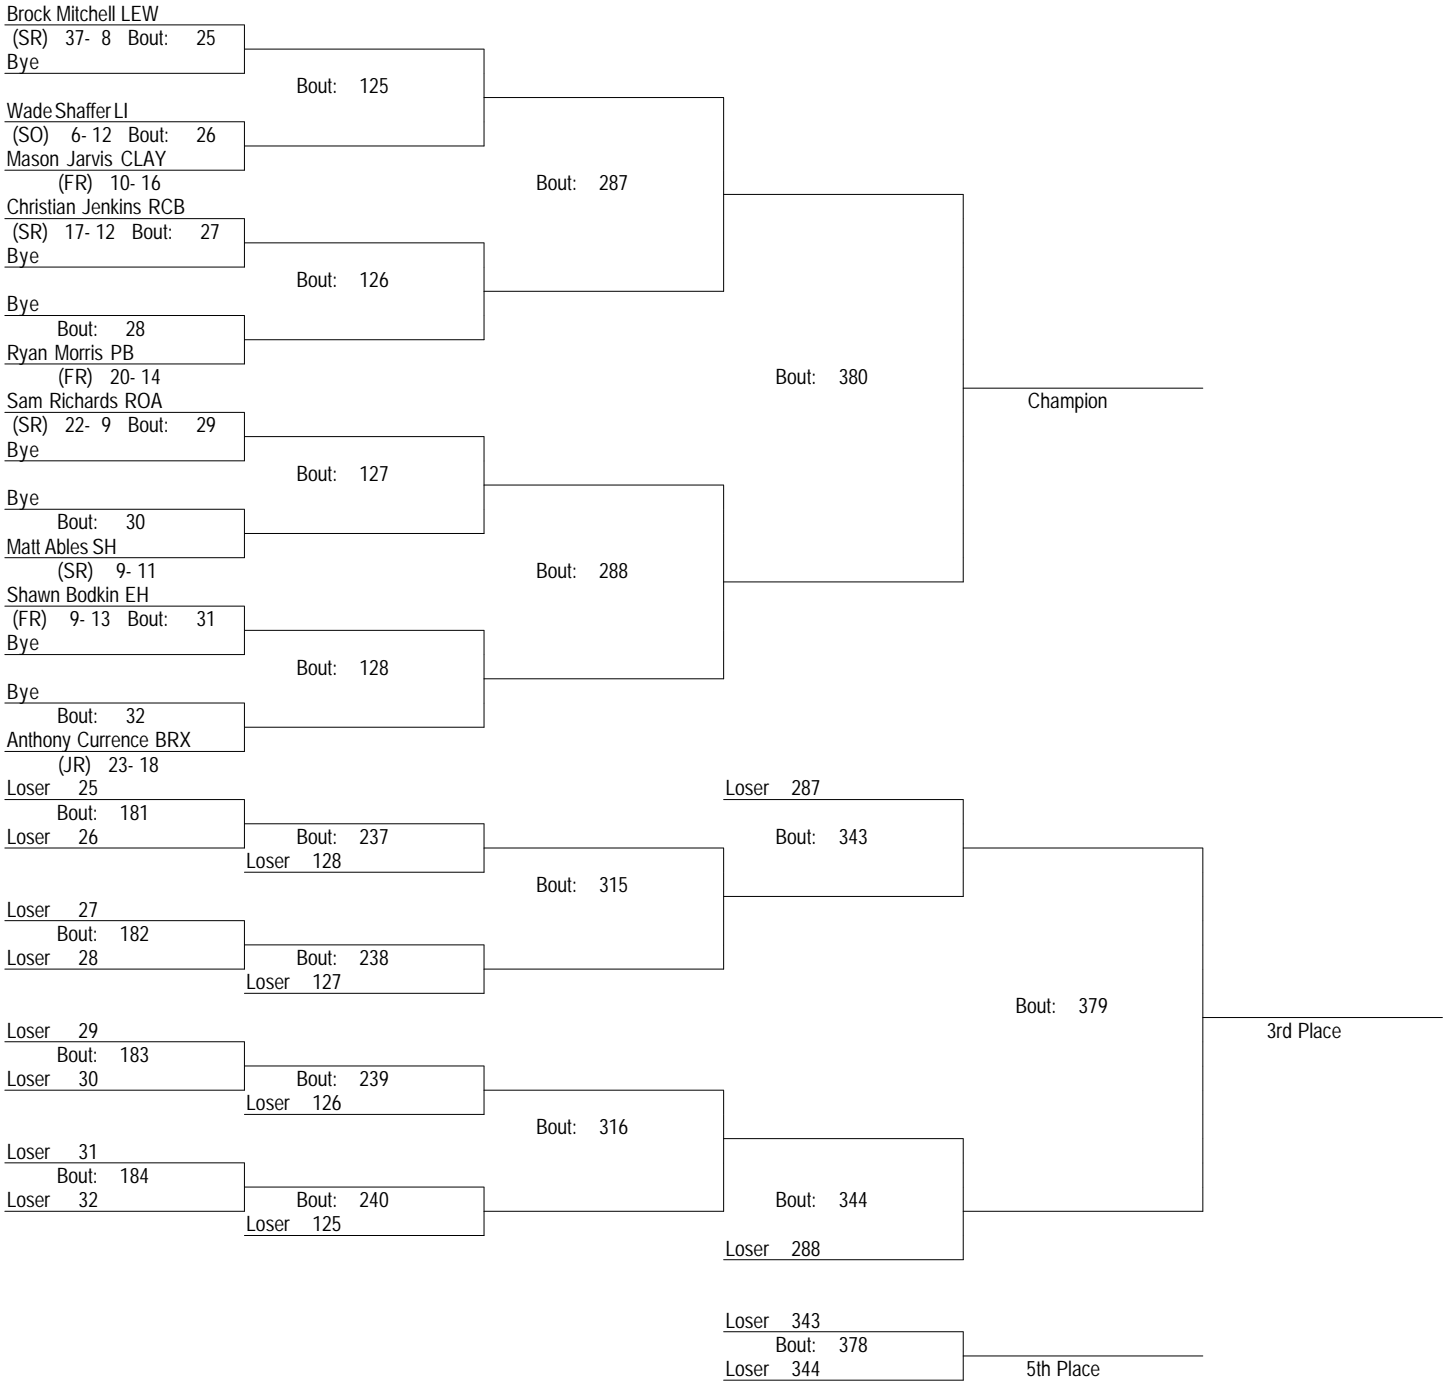 Brock Mitchell LEW
(SR) 37- 8 Bout: 25
Bye
Bout: 125
Wade Shaffer LI
(SO) 6- 12 Bout: 26
Mason Jarvis CLAY
(FR) 10- 16
Bout: 287
Christian Jenkins RCB
(SR) 17- 12 Bout: 27
Bye
Bout: 126
Bye
Bout: 28
Ryan Morris PB
(FR) 20- 14
Bout: 380
Champion
Sam Richards ROA
(SR) 22- 9 Bout: 29
Bye
Bout: 127
Bye
Bout: 30
Matt Ables SH
(SR) 9- 11
Bout: 288
Shawn Bodkin EH
(FR) 9- 13 Bout: 31
Bye
Bout: 128
Bye
Bout: 32
Anthony Currence BRX
(JR) 23- 18
Loser 25
Bout: 181
Loser 26
Bout: 237
Loser 128
Loser 287
Bout: 343
Bout: 315
Loser 27
Bout: 182
Loser 28
Bout: 238
Loser 127
Bout: 379
3rd Place
Loser 29
Bout: 183
Loser 30
Bout: 239
Loser 126
Bout: 316
Loser 31
Bout: 184
Loser 32
Bout: 240
Loser 125
Bout: 344
Loser 288
Loser 343
Bout: 378
Loser 344
5th Place